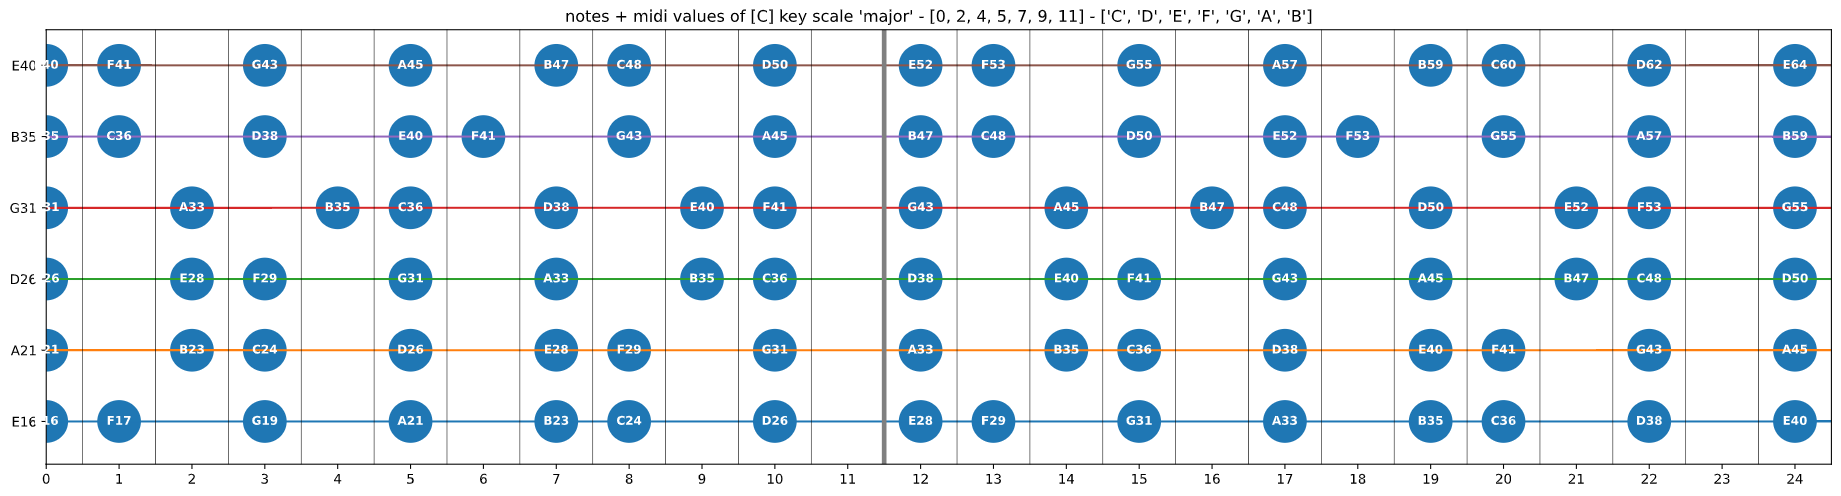 notes + midi values of [C] key scale 'major' - [0, 2, 4, 5, 7, 9, 11] - ['C', 'D', 'E', 'F', 'G', 'A', 'B']
E40 40 F41 G43 A45 B47 C48 D50 E52 F53 G55 A57 B59 C60 D62 E64
B35 35 C36 D38 E40 F41 G43 A45 B47 C48 D50 E52 F53 G55 A57 B59
G31 31 A33 B35 C36 D38 E40 F41 G43 A45 B47 C48 D50 E52 F53 G55
D26 26 E28 F29 G31 A33 B35 C36 D38 E40 F41 G43 A45 B47 C48 D50
A21 21 B23 C24 D26 E28 F29 G31 A33 B35 C36 D38 E40 F41 G43 A45
E16 16 F17 G19 A21 B23 C24 D26 E28 F29 G31 A33 B35 C36 D38 E40
0 1 2 3 4 5 6 7 8 9 10 11 12 13 14 15 16 17 18 19 20 21 22 23 24